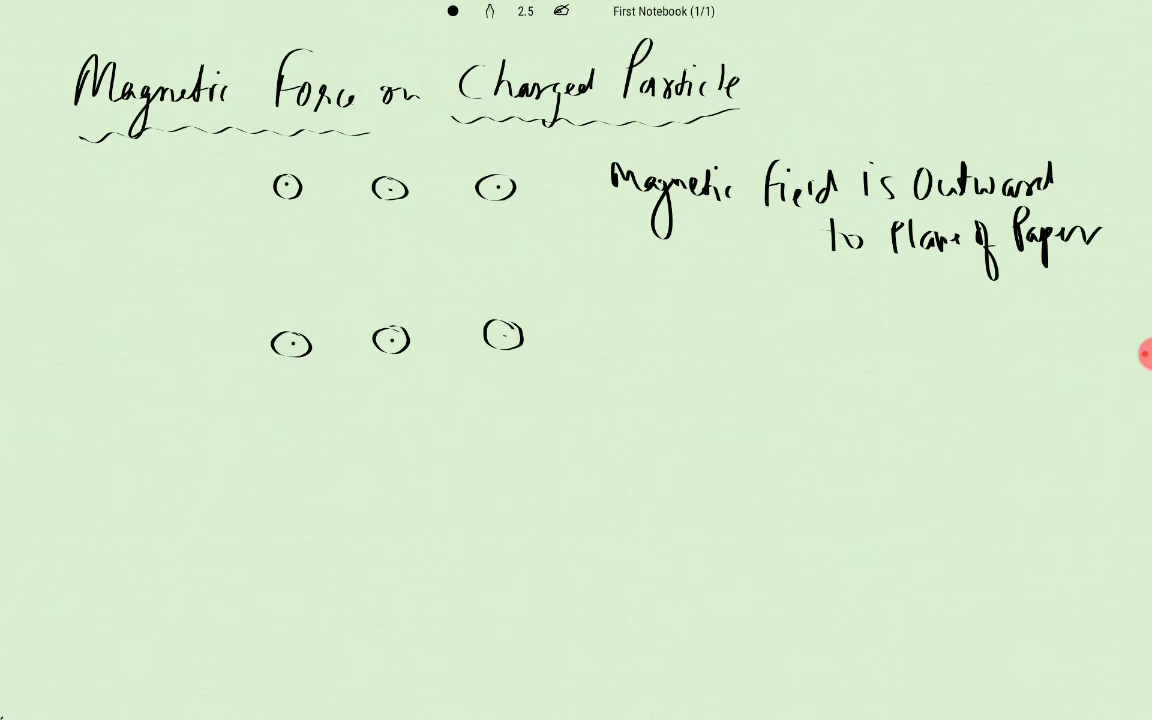 2.5 First Notebook (1/1)
Magnetic Force on Charged Particle
Magnetic field is Outward
to Plane of Paper